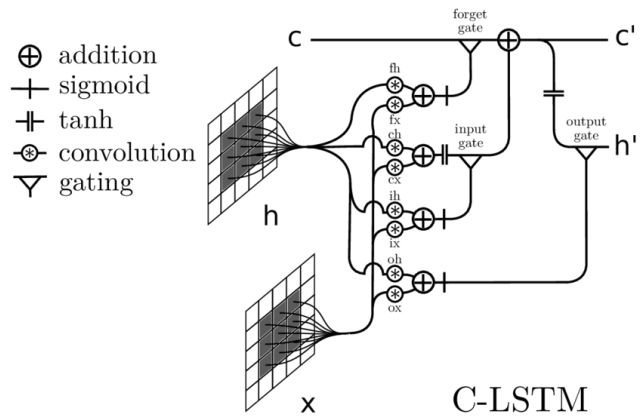 addition
sigmoid
tanh
convolution
gating
forget
gate
c
c'
fh
fx
ch
cx
input
gate
output
gate
h'
ih
ix
oh
ox
h
x
C-LSTM